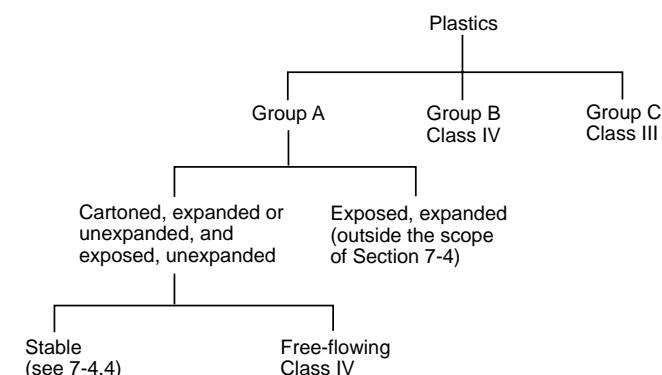 Plastics
Group A
Group B
Class IV
Group C
Class III
Cartoned, expanded or
unexpanded, and
exposed, unexpanded
Exposed, expanded
(outside the scope
of Section 7-4)
Stable
(see 7-4.4)
Free-flowing
Class IV